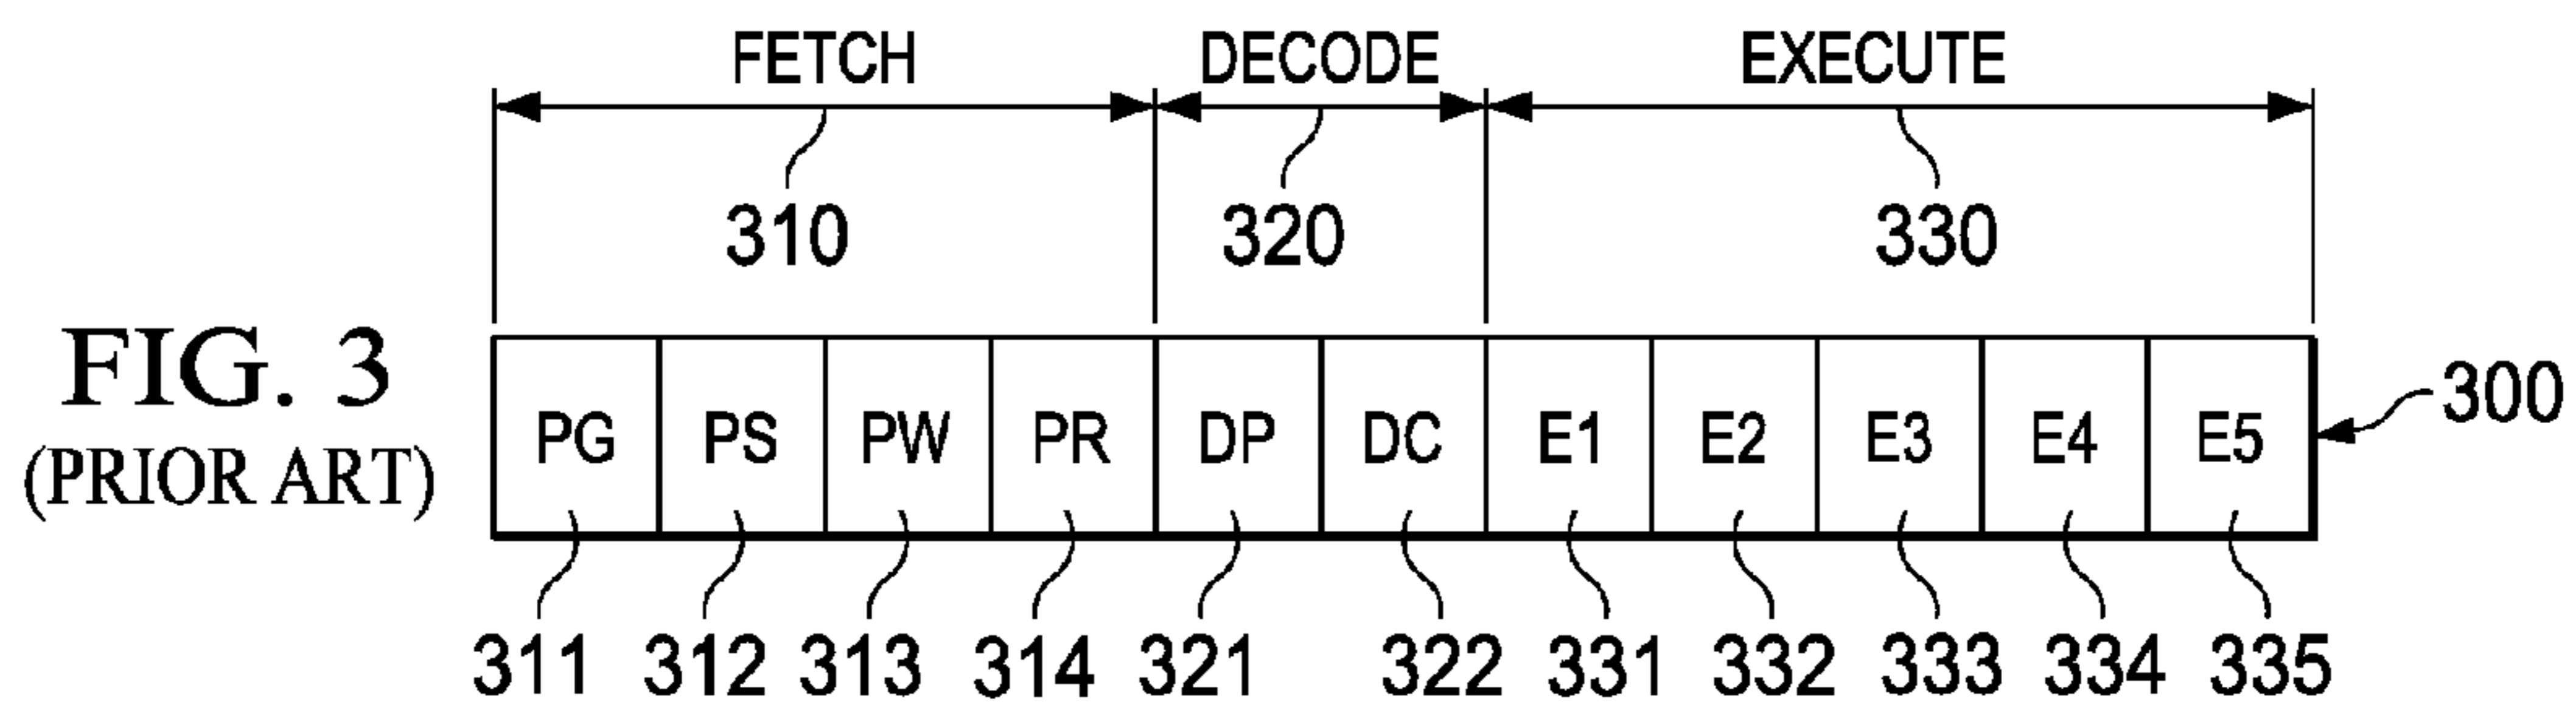 FETCH DECODE EXECUTE
310 320 330
FIG. 3
(PRIOR ART)
PG PS PW PR DP DC E1 E2 E3 E4 E5
300
311 312 313 314 321 322 331 332 333 334 335